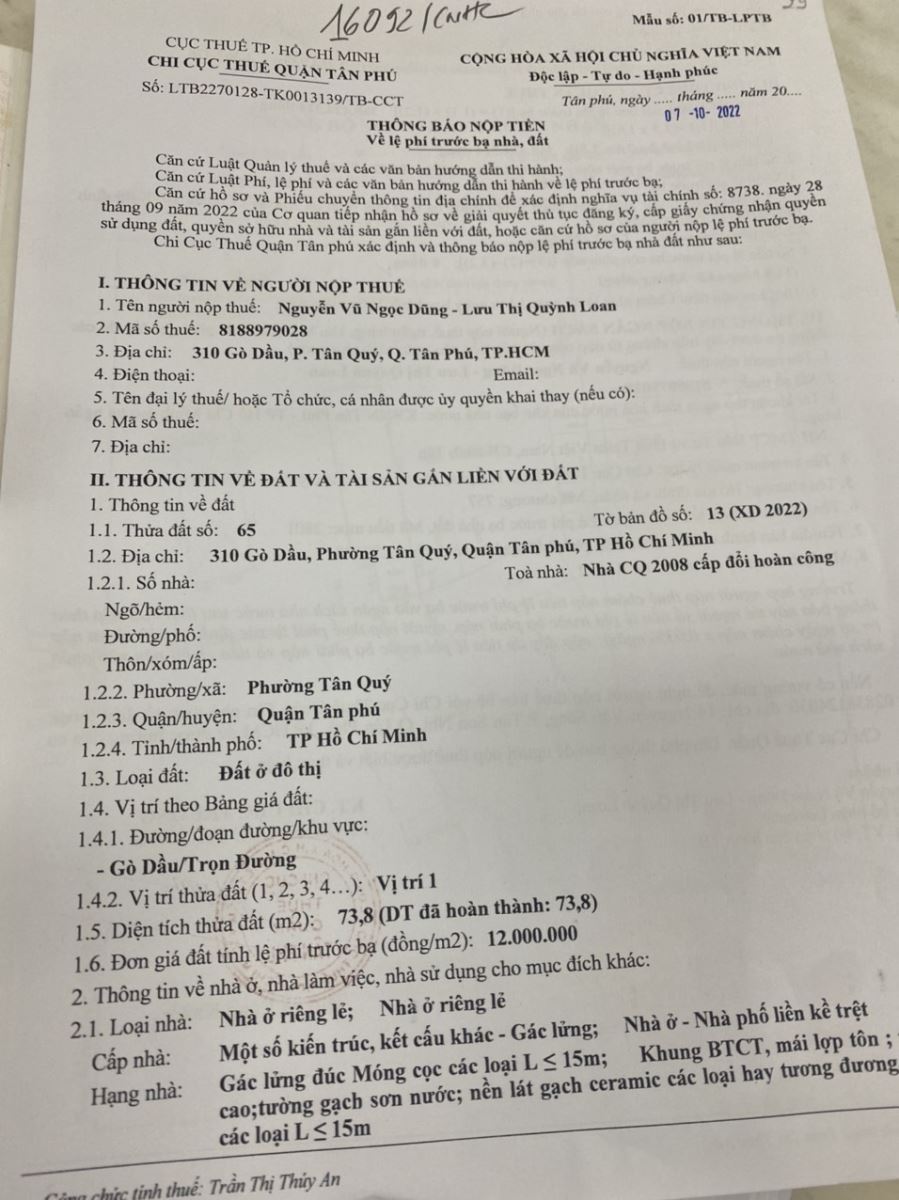 16092/CNHC
Mẫu số: 01/TB-LPTB
CỤC THUẾ TP. HỒ CHÍ MINH
CHI CỤC THUẾ QUẬN TÂN PHÚ
Số: LTB2270128-TK0013139/TB-CCT
CỘNG HÒA XÃ HỘI CHỦ NGHĨA VIỆT NAM
Độc lập - Tự do - Hạnh phúc
Tân phú, ngày ..... tháng ..... năm 20....
07 -10- 2022
THÔNG BÁO NỘP TIỀN
Về lệ phí trước bạ nhà, đất
Căn cứ Luật Quản lý thuế và các văn bản hướng dẫn thi hành;
Căn cứ Luật Phí, lệ phí và các văn bản hướng dẫn thi hành về lệ phí trước bạ;
Căn cứ hồ sơ và Phiếu chuyển thông tin địa chính để xác định nghĩa vụ tài chính số: 8738. ngày 28
tháng 09 năm 2022 của Cơ quan tiếp nhận hồ sơ về giải quyết thủ tục đăng ký, cấp giấy chứng nhận quyền
sử dụng đất, quyền sở hữu nhà và tài sản gắn liền với đất, hoặc căn cứ hồ sơ của người nộp lệ phí trước bạ.
Chi Cục Thuế Quận Tân phú xác định và thông báo nộp lệ phí trước bạ nhà đất như sau:
I. THÔNG TIN VỀ NGƯỜI NỘP THUẾ
1. Tên người nộp thuế: Nguyễn Vũ Ngọc Dũng - Lưu Thị Quỳnh Loan
2. Mã số thuế: 8188979028
3. Địa chỉ: 310 Gò Dầu, P. Tân Quý, Q. Tân Phú, TP.HCM
4. Điện thoại: Email:
5. Tên đại lý thuế/ hoặc Tổ chức, cá nhân được ủy quyền khai thay (nếu có):
6. Mã số thuế:
7. Địa chỉ:
II. THÔNG TIN VỀ ĐẤT VÀ TÀI SẢN GẮN LIỀN VỚI ĐẤT
1. Thông tin về đất
1.1. Thửa đất số: 65 Tờ bản đồ số: 13 (XD 2022)
1.2. Địa chỉ: 310 Gò Dầu, Phường Tân Quý, Quận Tân phú, TP Hồ Chí Minh
1.2.1. Số nhà: Toà nhà: Nhà CQ 2008 cấp đổi hoàn công
Ngõ/hẻm:
Đường/phố:
Thôn/xóm/ấp:
1.2.2. Phường/xã: Phường Tân Quý
1.2.3. Quận/huyện: Quận Tân phú
1.2.4. Tỉnh/thành phố: TP Hồ Chí Minh
1.3. Loại đất: Đất ở đô thị
1.4. Vị trí theo Bảng giá đất:
1.4.1. Đường/đoạn đường/khu vực:
- Gò Dầu/Trọn Đường
1.4.2. Vị trí thửa đất (1, 2, 3, 4…): Vị trí 1
1.5. Diện tích thửa đất (m2): 73,8 (DT đã hoàn thành: 73,8)
1.6. Đơn giá đất tính lệ phí trước bạ (đồng/m2): 12.000.000
2. Thông tin về nhà ở, nhà làm việc, nhà sử dụng cho mục đích khác:
2.1. Loại nhà: Nhà ở riêng lẻ; Nhà ở riêng lẻ
Cấp nhà: Một số kiến trúc, kết cấu khác - Gác lửng; Nhà ở - Nhà phố liền kề trệt
Hạng nhà: Gác lửng đúc Móng cọc các loại L ≤ 15m; Khung BTCT, mái lợp tôn ;
cao;tường gạch sơn nước; nền lát gạch ceramic các loại hay tương đương
các loại L ≤ 15m
Công chức tính thuế: Trần Thị Thúy An